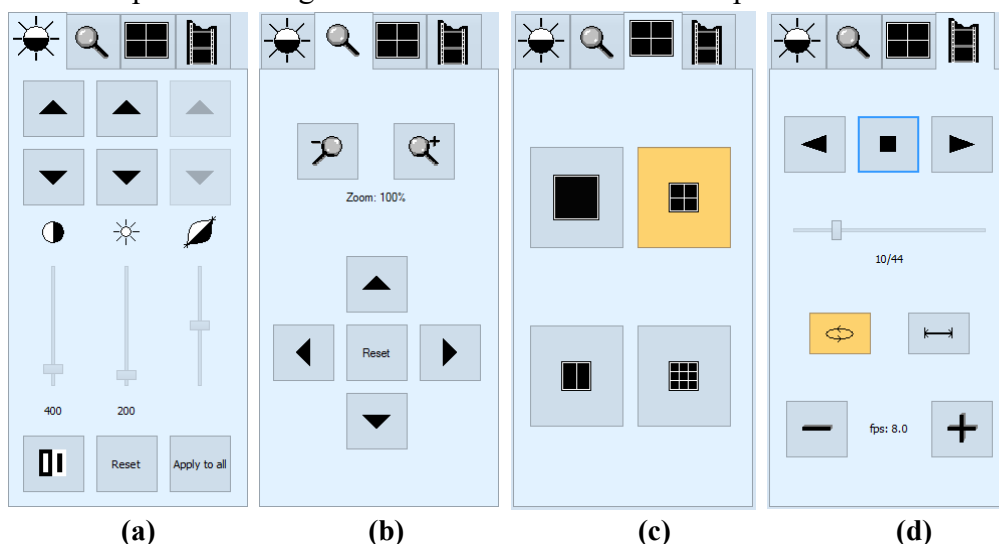 Zoom: 100%
10/44
Reset
400 200
fps: 8.0
Reset Apply to all
(a) (b) (c) (d)